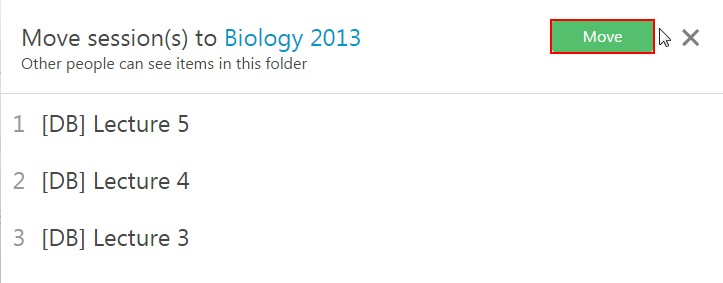 Move session(s) to Biology 2013
Move
Other people can see items in this folder
1 [DB] Lecture 5
2 [DB] Lecture 4
3 [DB] Lecture 3